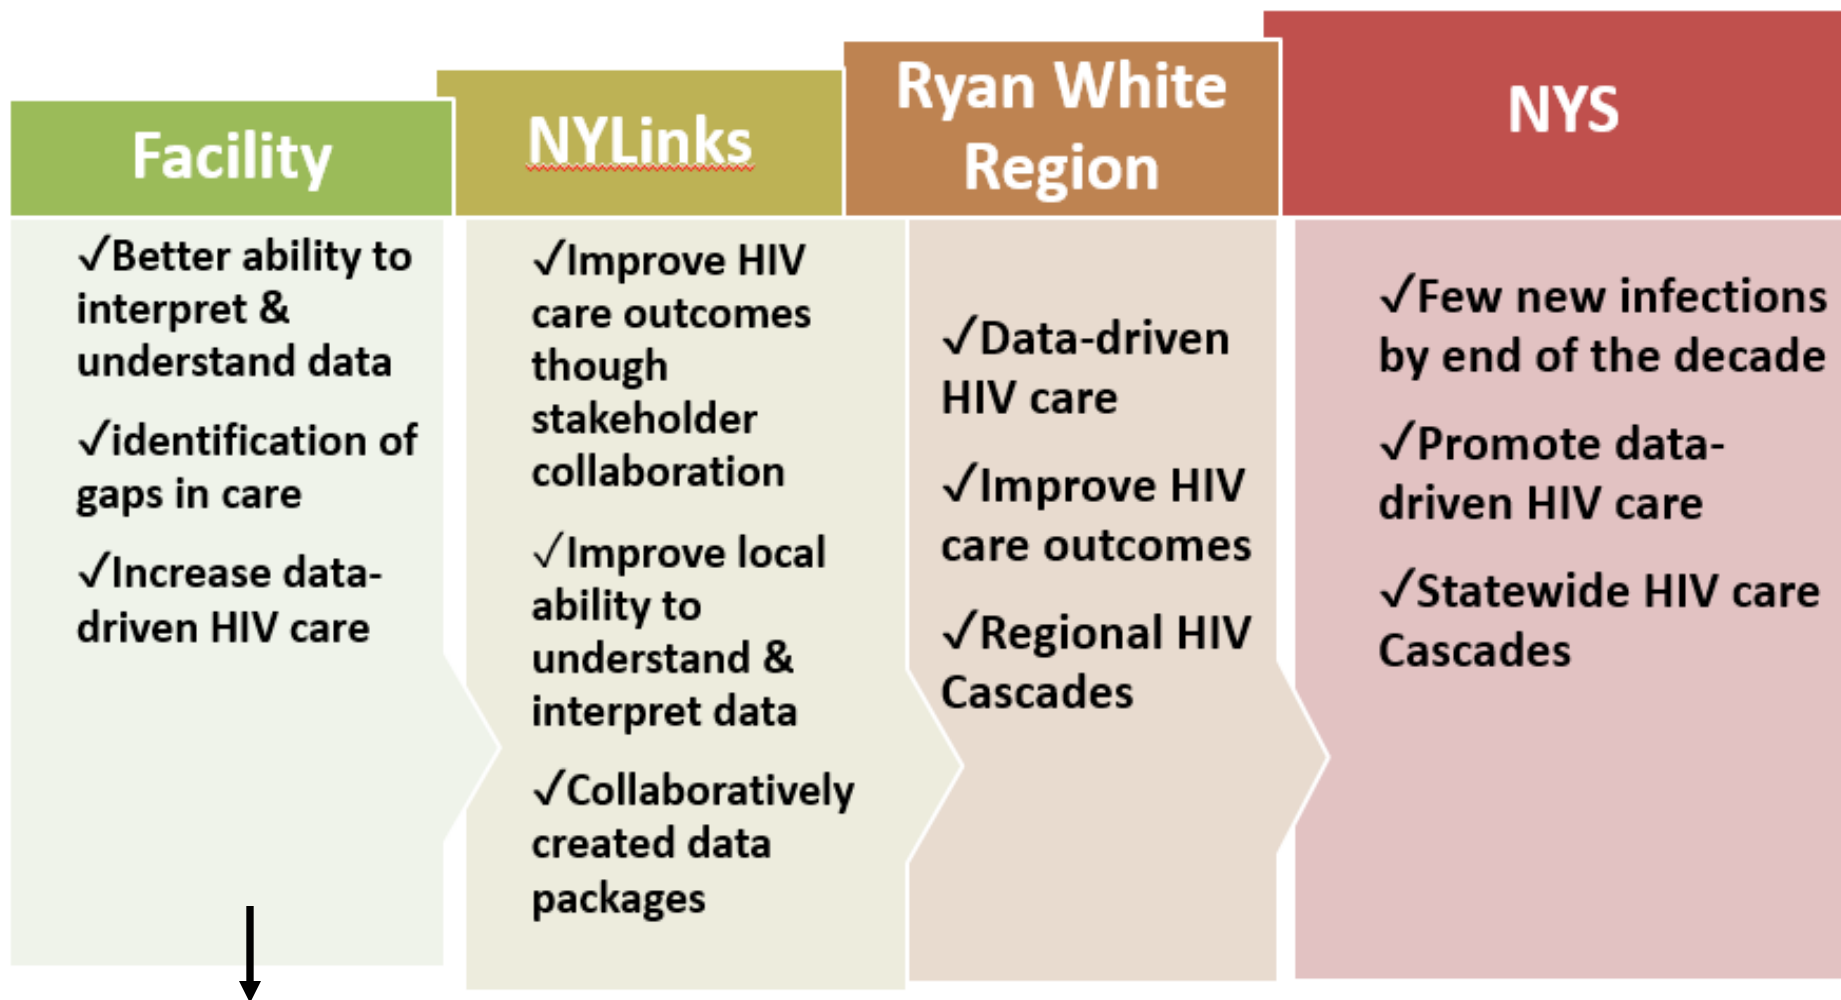 Facility
✓Better ability to
interpret &
understand data
✓identification of
gaps in care
✓Increase data-
driven HIV care
NYLinks
✓Improve HIV
care outcomes
though
stakeholder
collaboration
✓Improve local
ability to
understand &
interpret data
✓Collaboratively
created data
packages
Ryan White
Region
✓Data-driven
HIV care
✓Improve HIV
care outcomes
✓Regional HIV
Cascades
NYS
✓Few new infections
by end of the decade
✓Promote data-
driven HIV care
✓Statewide HIV care
Cascades